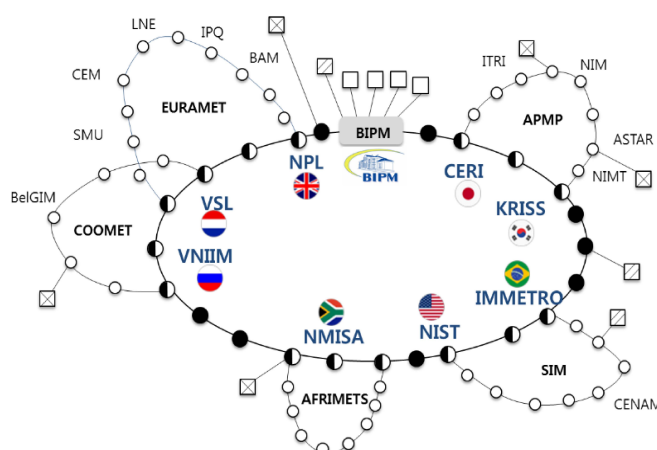 LNE
IPQ
BAM
CEM
EURAMET
SMU
BelGIM
COOMET
VSL
VNIIM
NPL
BIPM
BIPM
ITRI
NIM
APMP
ASTAR
NIMT
CERI
KRISS
IMMETRO
NMISA
NIST
AFRIMETS
SIM
CENAM